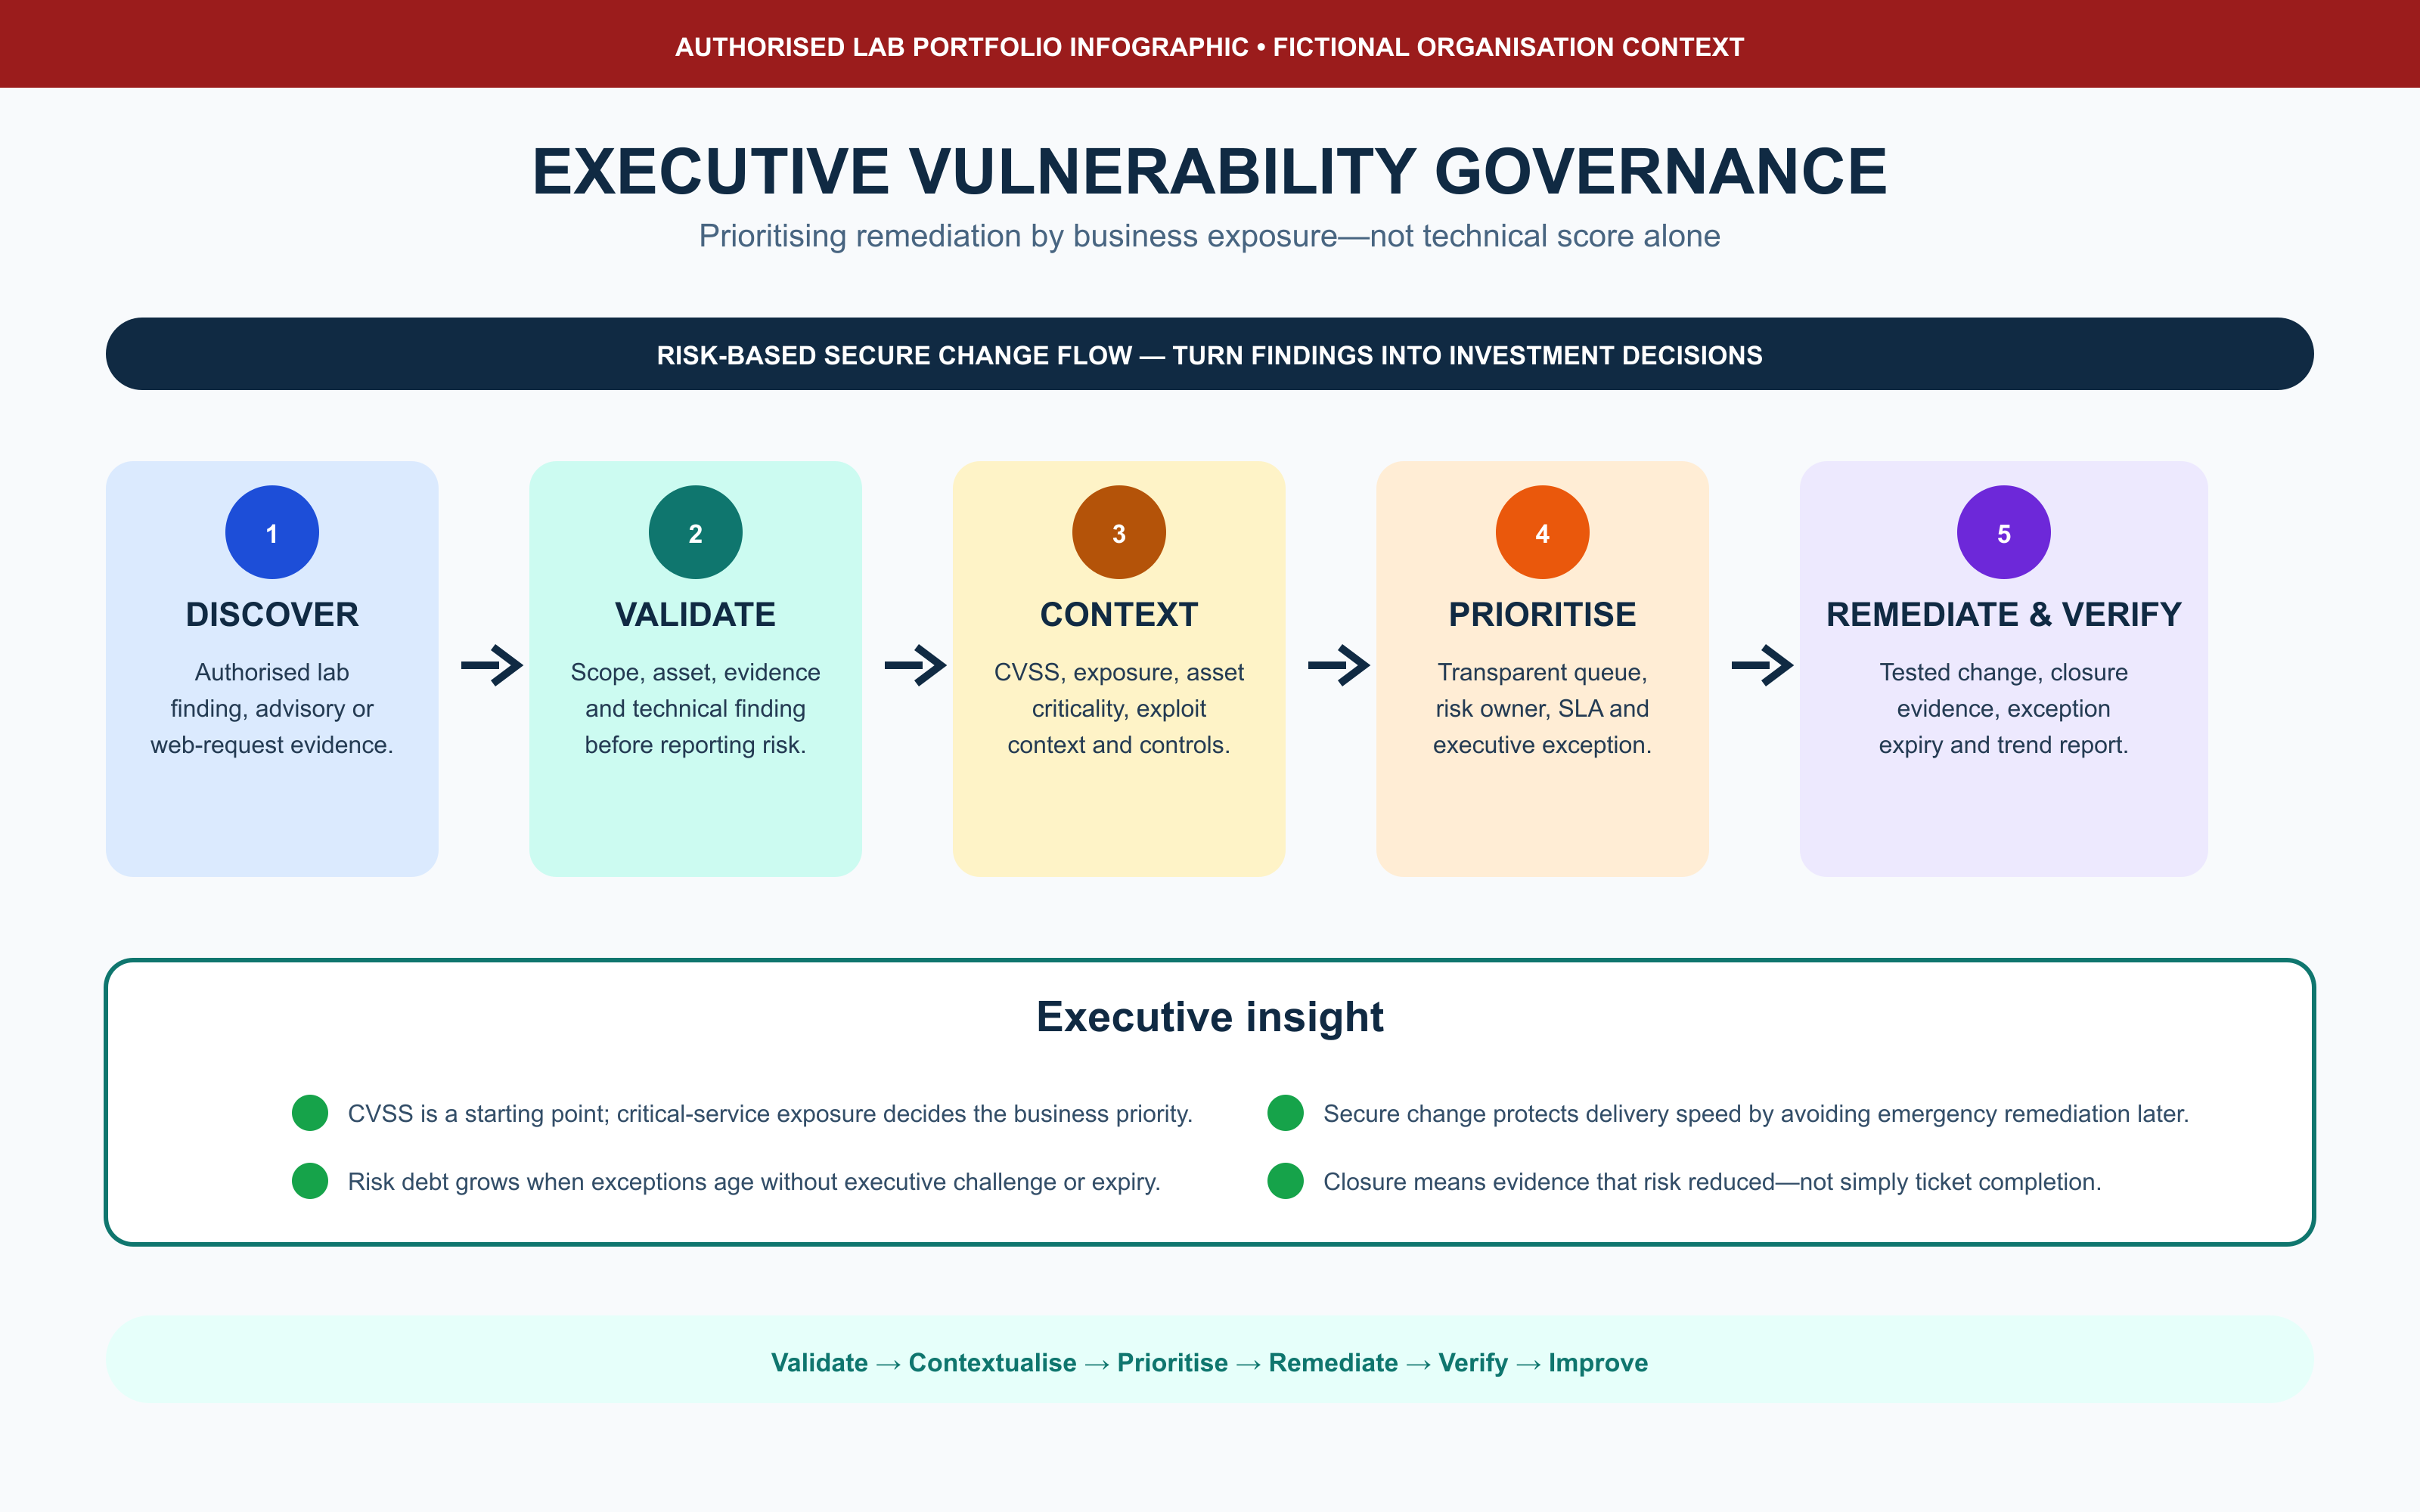 AUTHORISED LAB PORTFOLIO INFOGRAPHIC • FICTIONAL ORGANISATION CONTEXT
EXECUTIVE VULNERABILITY GOVERNANCE
Prioritising remediation by business exposure—not technical score alone
RISK-BASED SECURE CHANGE FLOW — TURN FINDINGS INTO INVESTMENT DECISIONS
1
DISCOVER
Authorised lab
finding, advisory or
web-request evidence.
2
VALIDATE
Scope, asset, evidence
and technical finding
before reporting risk.
3
CONTEXT
CVSS, exposure, asset
criticality, exploit
context and controls.
4
PRIORITISE
Transparent queue,
risk owner, SLA and
executive exception.
5
REMEDIATE & VERIFY
Tested change, closure
evidence, exception
expiry and trend report.
Executive insight
CVSS is a starting point; critical-service exposure decides the business priority.
Risk debt grows when exceptions age without executive challenge or expiry.
Secure change protects delivery speed by avoiding emergency remediation later.
Closure means evidence that risk reduced—not simply ticket completion.
Validate → Contextualise → Prioritise → Remediate → Verify → Improve